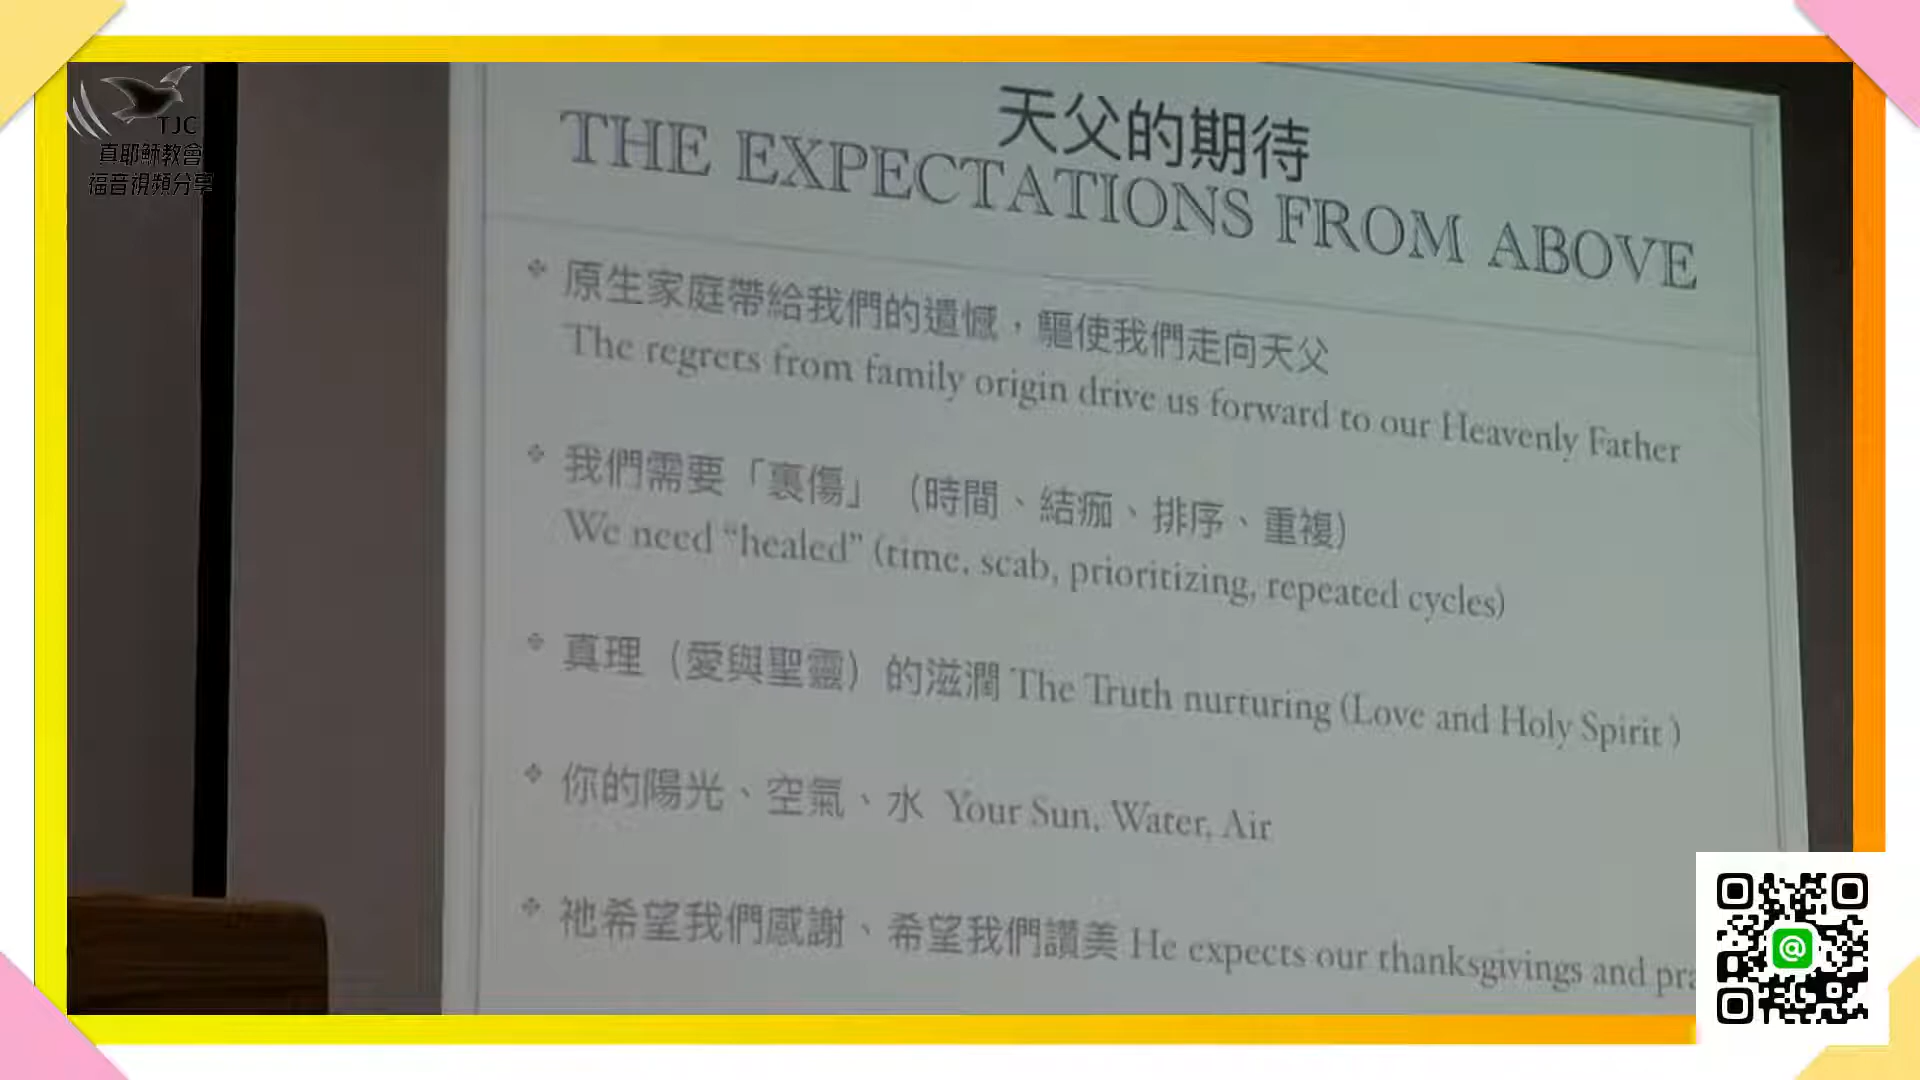 TJC
真耶穌教會
福音視頻分享
天父的期待
THE EXPECTATIONS FROM ABOVE
原生家庭帶給我們的遺憾，驅使我們走向天父
The regrets from family origin drive us forward to our Heavenly Father
我們需要「裹傷」（時間、結痂、排序、重複）
We need “healed” (time, scab, prioritizing, repeated cycles)
真理（愛與聖靈）的滋潤 The Truth nurturing (Love and Holy Spirit )
你的陽光、空氣、水 Your Sun, Water, Air
祂希望我們感謝、希望我們讚美 He expects our thanksgivings and pra
@